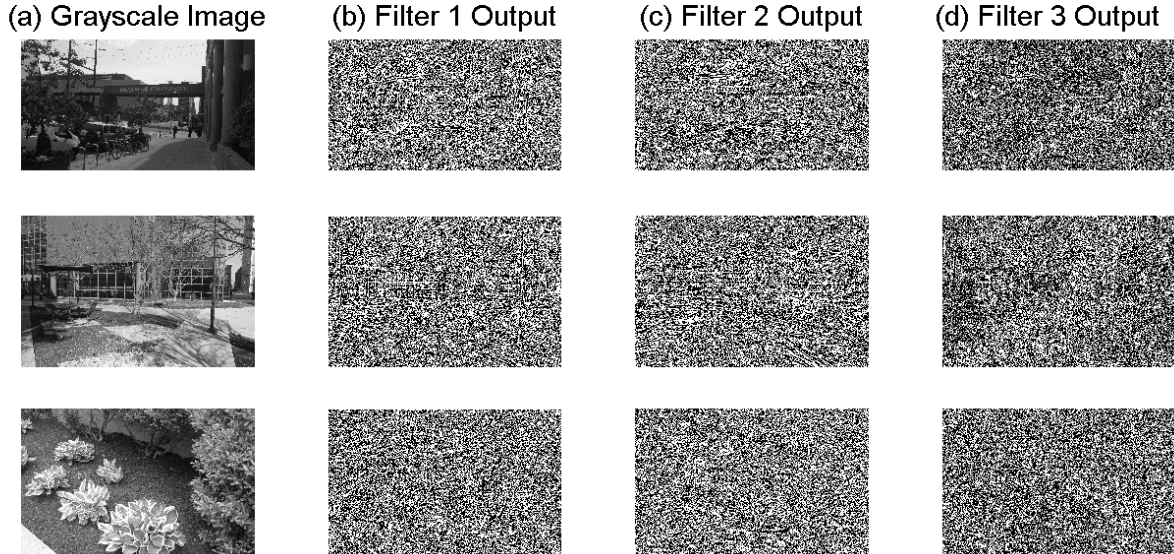 (a) Grayscale Image
(b) Filter 1 Output
(c) Filter 2 Output
(d) Filter 3 Output